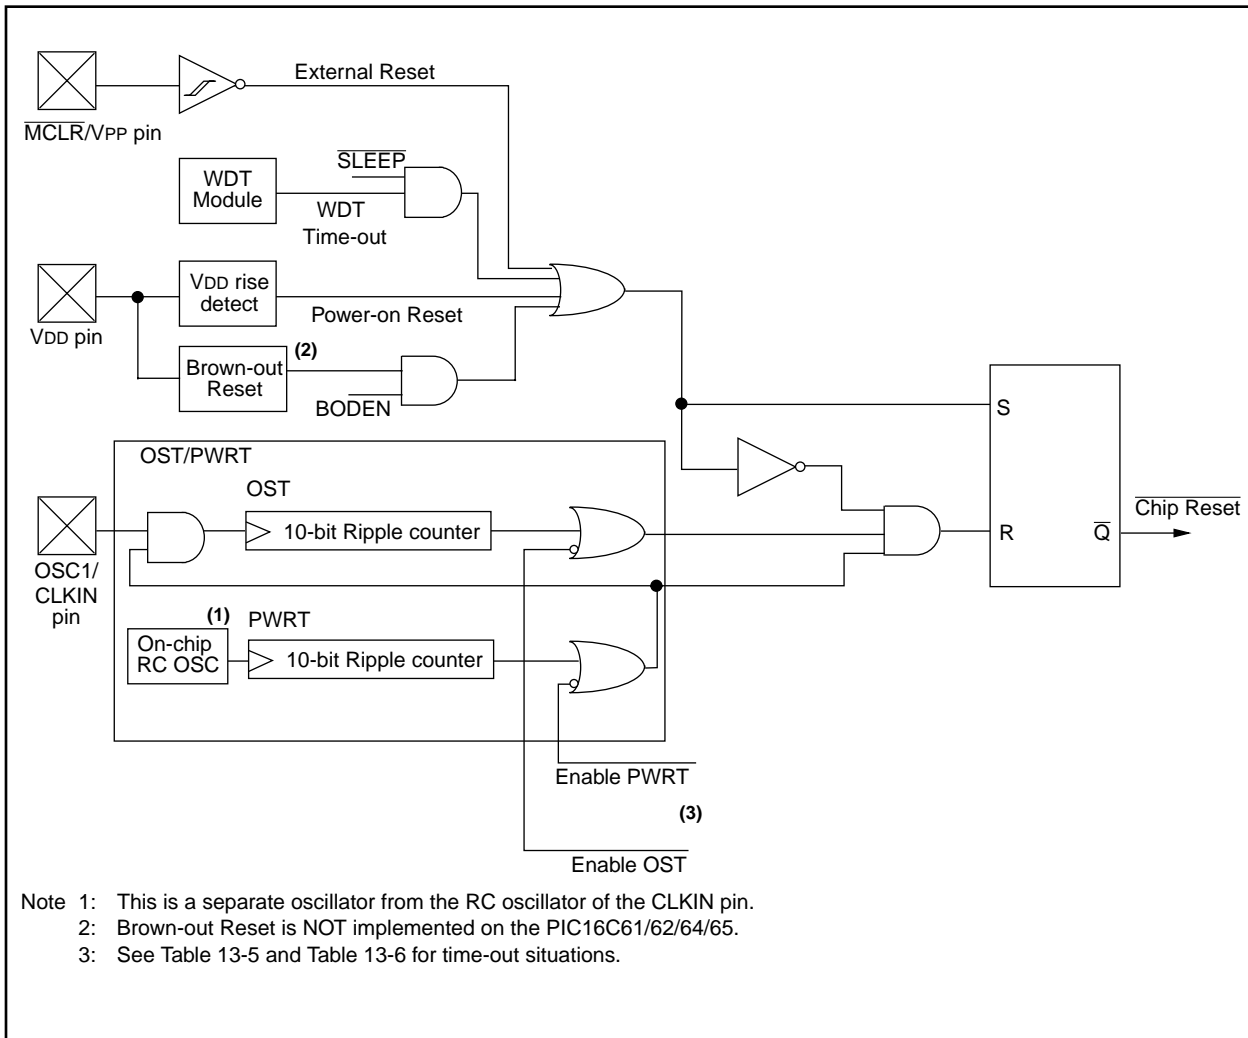 External Reset
MCLR/VPP pin
SLEEP
WDT
Module
WDT
Time-out
VDD rise
detect
Power-on Reset
VDD pin
(2)
Brown-out
Reset
BODEN
S
OST/PWRT
OST
10-bit Ripple counter
Chip Reset
R
Q
OSC1/
CLKIN
pin
(1)
PWRT
On-chip
RC OSC
10-bit Ripple counter
Enable PWRT
(3)
Enable OST
Note 1: This is a separate oscillator from the RC oscillator of the CLKIN pin.
2: Brown-out Reset is NOT implemented on the PIC16C61/62/64/65.
3: See Table 13-5 and Table 13-6 for time-out situations.